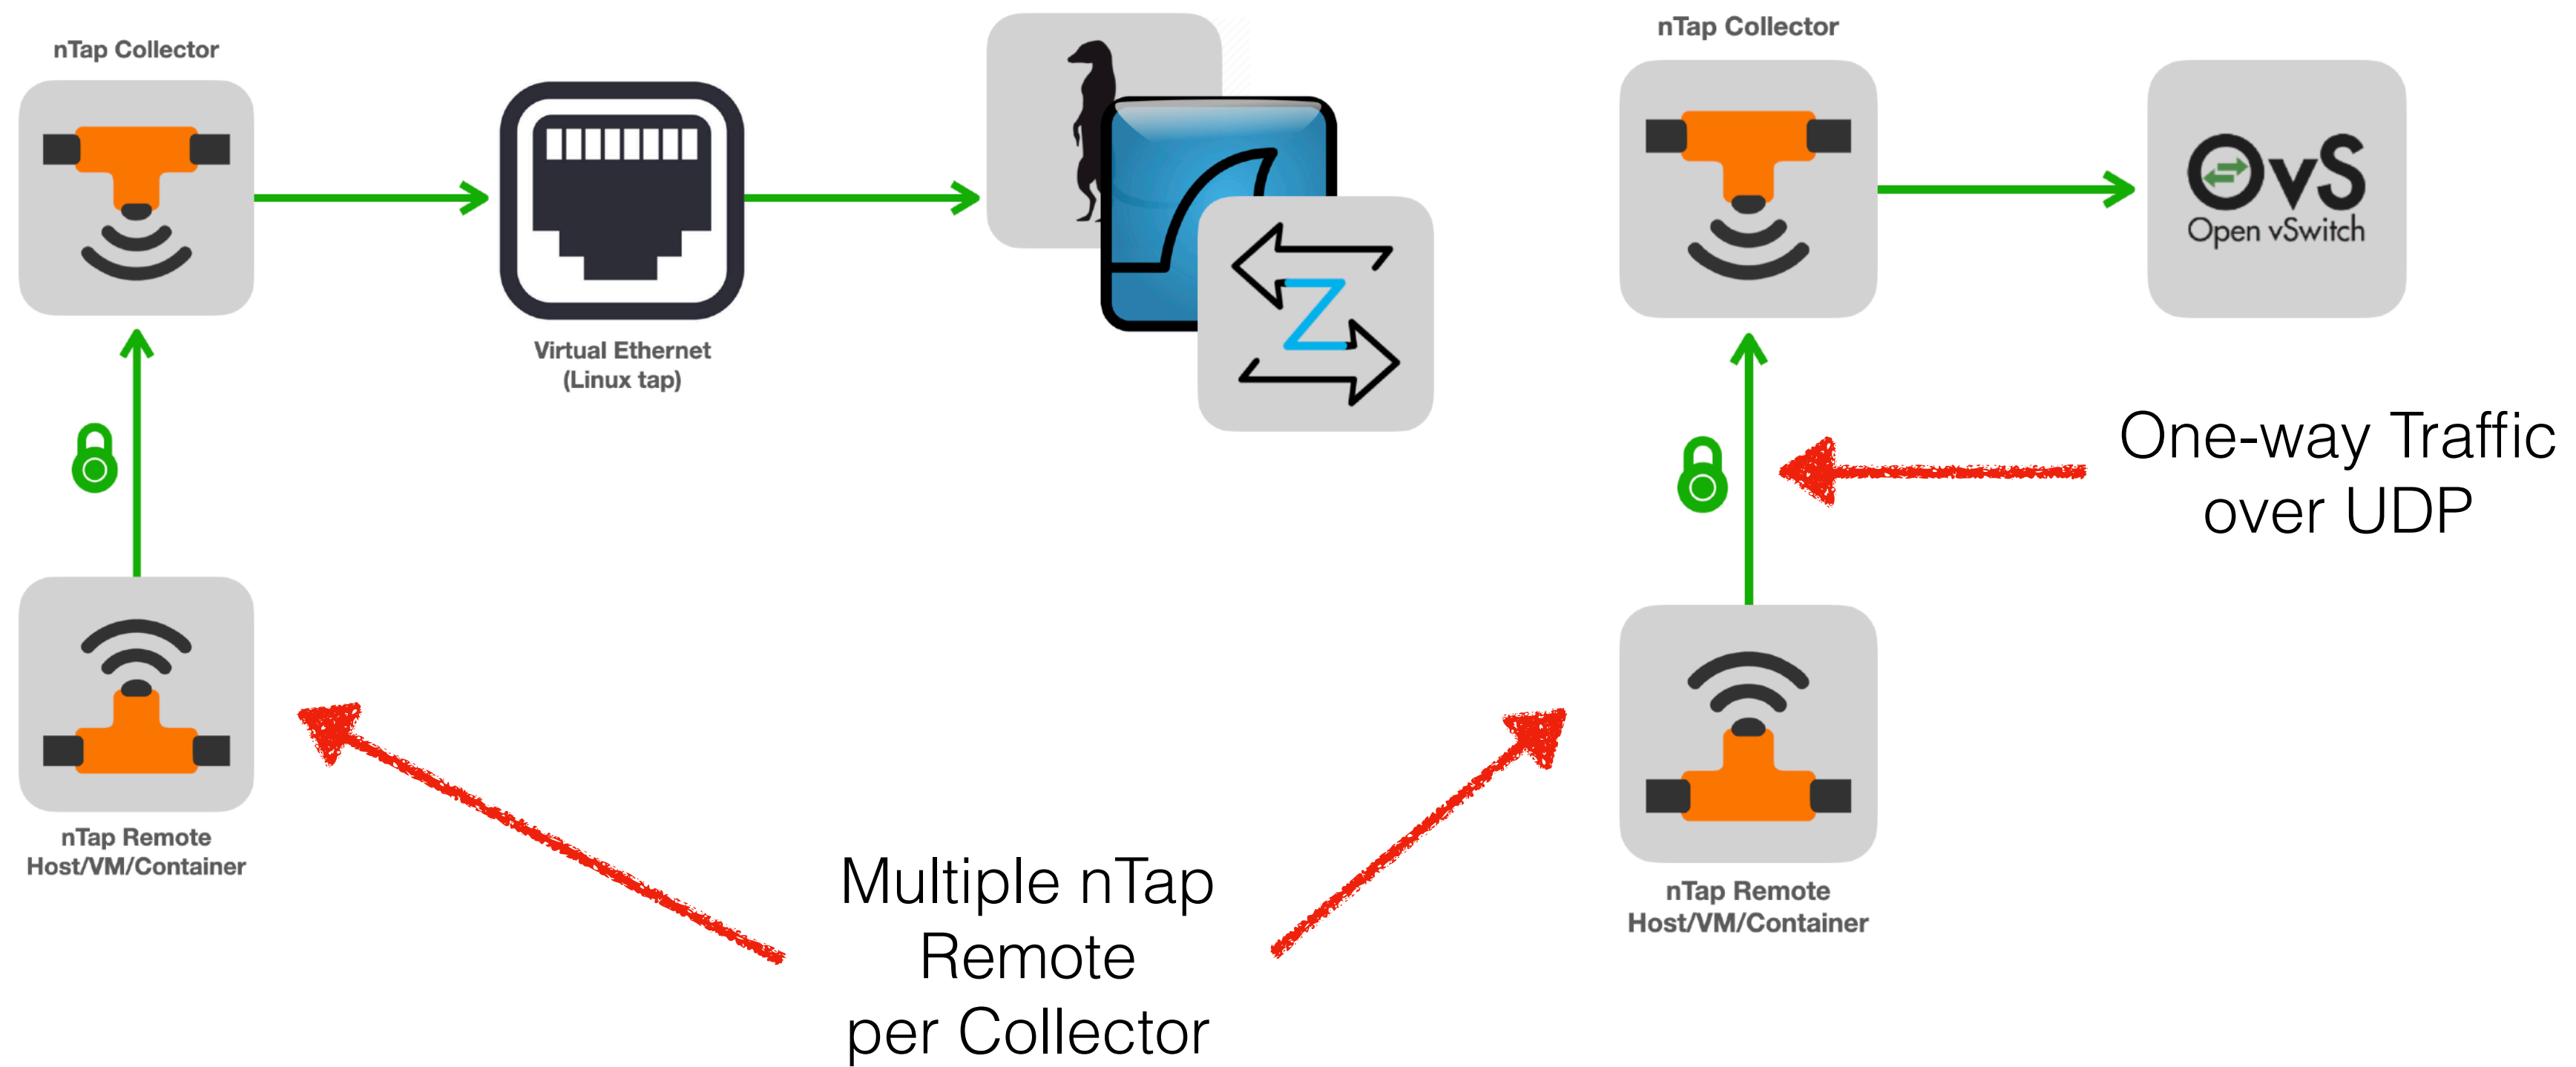 nTap Collector
Virtual Ethernet
(Linux tap)
nTap Remote
Host/VM/Container
Multiple nTap
Remote
per Collector
nTap Collector
OvS
Open vSwitch
One-way Traffic
over UDP
nTap Remote
Host/VM/Container
Z